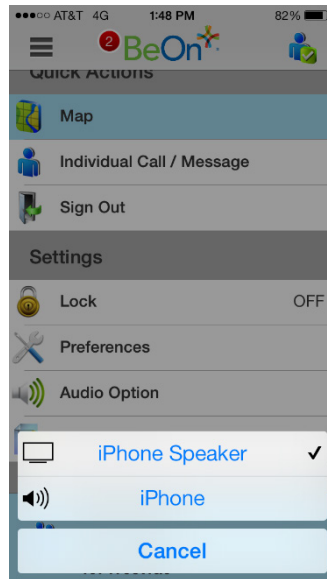 AT&T 4G 1:48 PM 82%
2 BeOn
Quick Actions
Map
Individual Call / Message
Sign Out
Settings
Lock OFF
Preferences
Audio Option
iPhone Speaker ✓
iPhone
Cancel